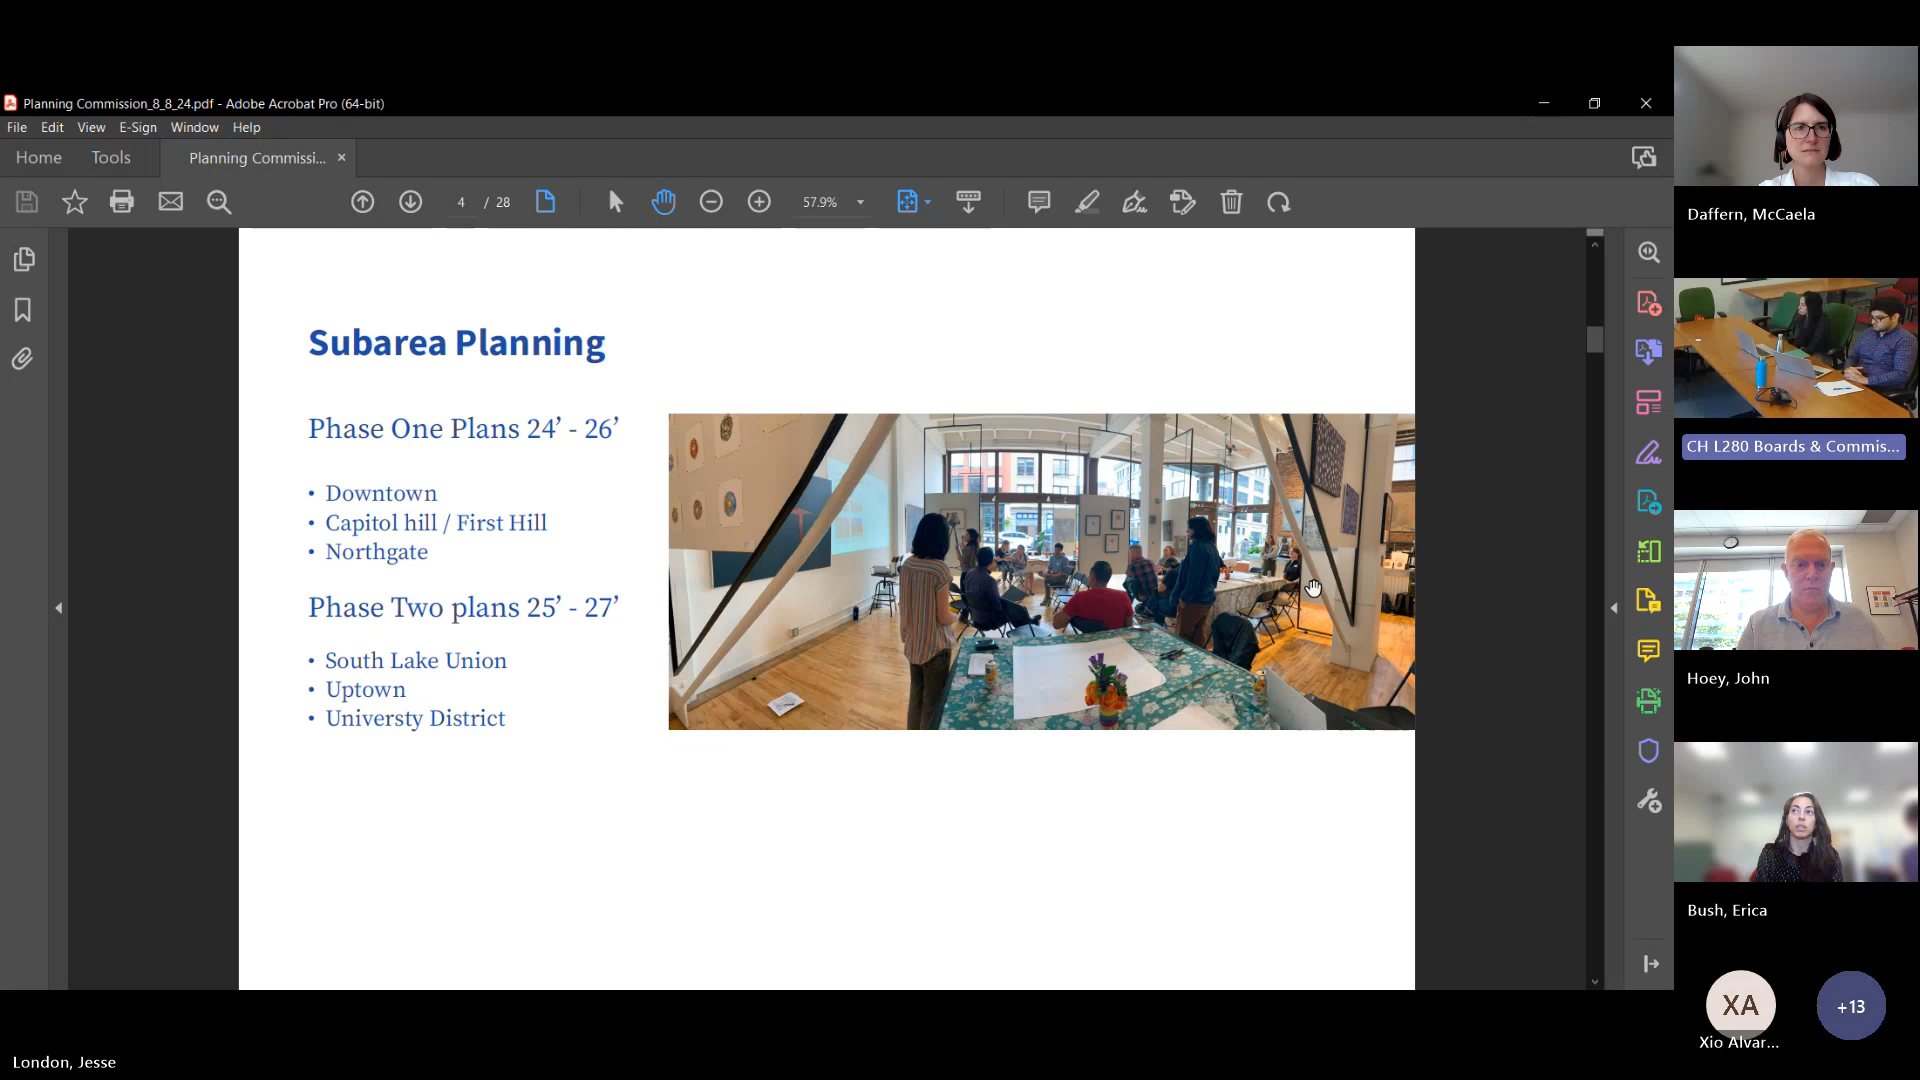 Planning Commission_8_8_24.pdf - Adobe Acrobat Pro (64-bit)
File Edit View E-Sign Window Help
Home Tools Planning Commissi... ×
4 / 28 57.9%
Subarea Planning
Phase One Plans 24’ - 26’
• Downtown
• Capitol hill / First Hill
• Northgate
Phase Two plans 25’ - 27’
• South Lake Union
• Uptown
• Universty District
Daffern, McCaela
CH L280 Boards & Commis...
Hoey, John
Bush, Erica
XA
+13
Xio Alvar...
London, Jesse